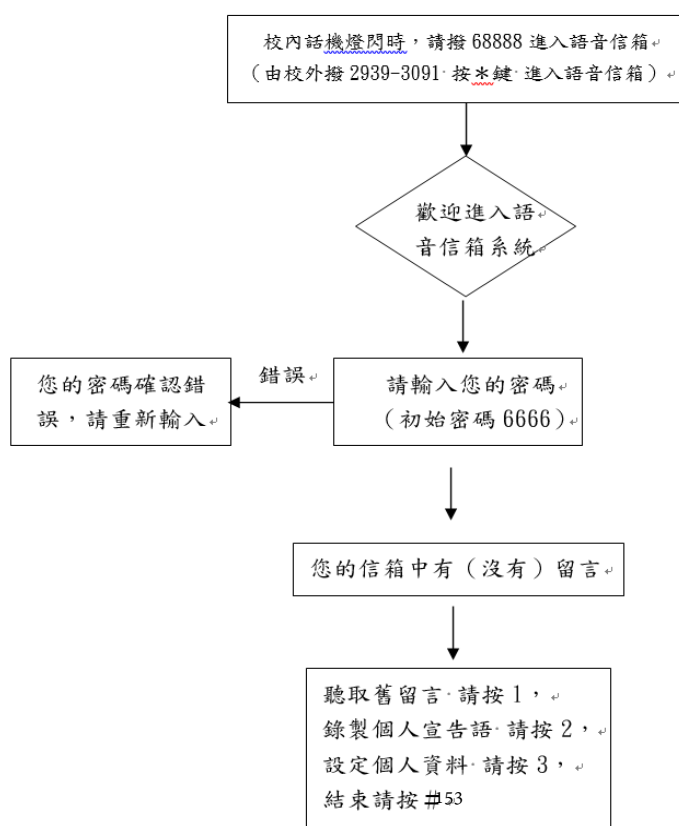 校內話機燈閃時，請撥 68888 進入語音信箱
（由校外撥 2939-3091 按＊鍵 進入語音信箱）
歡迎進入語
音信箱系統
錯誤
您的密碼確認錯
誤，請重新輸入
請輸入您的密碼
（初始密碼 6666）
您的信箱中有（沒有）留言
聽取舊留言 請按 1，
錄製個人宣告語 請按 2，
設定個人資料 請按 3，
結束請按 #53